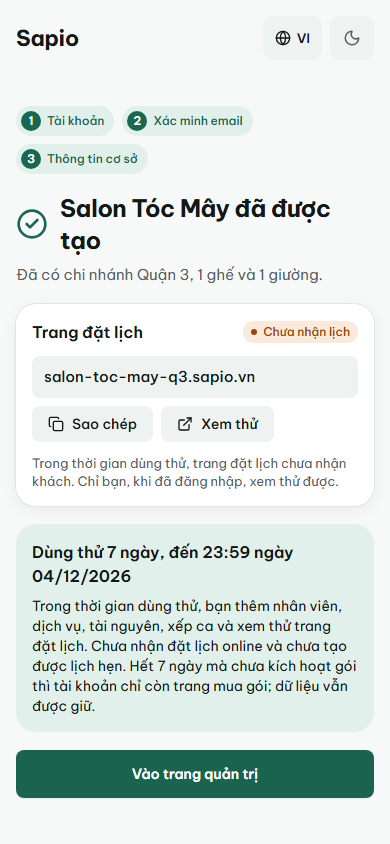 Sapio
VI
1 Tài khoản
2 Xác minh email
3 Thông tin cơ sở
Salon Tóc Mây đã được
tạo
Đã có chi nhánh Quận 3, 1 ghế và 1 giường.
Trang đặt lịch
Chưa nhận lịch
salon-toc-may-q3.sapio.vn
Sao chép
Xem thử
Trong thời gian dùng thử, trang đặt lịch chưa nhận
khách. Chỉ bạn, khi đã đăng nhập, xem thử được.
Dùng thử 7 ngày, đến 23:59 ngày
04/12/2026
Trong thời gian dùng thử, bạn thêm nhân viên,
dịch vụ, tài nguyên, xếp ca và xem thử trang
đặt lịch. Chưa nhận đặt lịch online và chưa tạo
được lịch hẹn. Hết 7 ngày mà chưa kích hoạt gói
thì tài khoản chỉ còn trang mua gói; dữ liệu vẫn
được giữ.
Vào trang quản trị